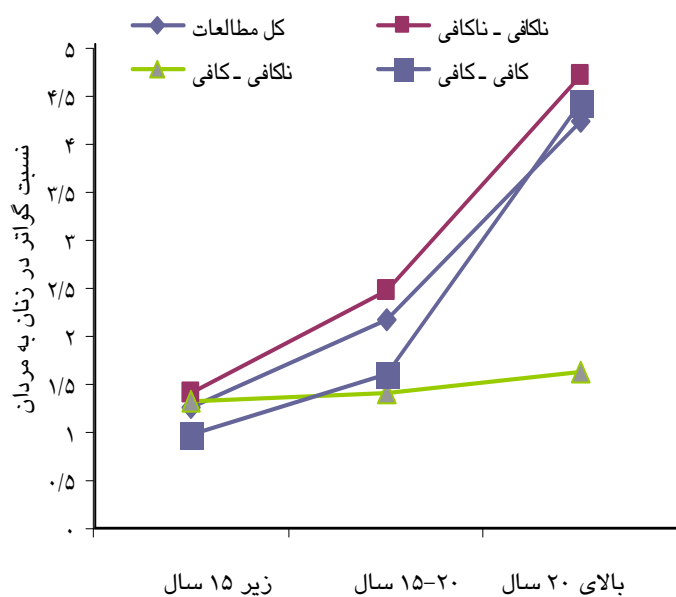 کل مطالعات
ناکافی ـ ناکافی
ناکافی ـ کافی
کافی ـ کافی
نسبت گواتر در زنان به مردان
۵
۴/۵
۴
۳/۵
۳
۲/۵
۲
۱/۵
۱
۰/۵
۰
زیر ۱۵ سال
۱۵-۲۰ سال
بالای ۲۰ سال